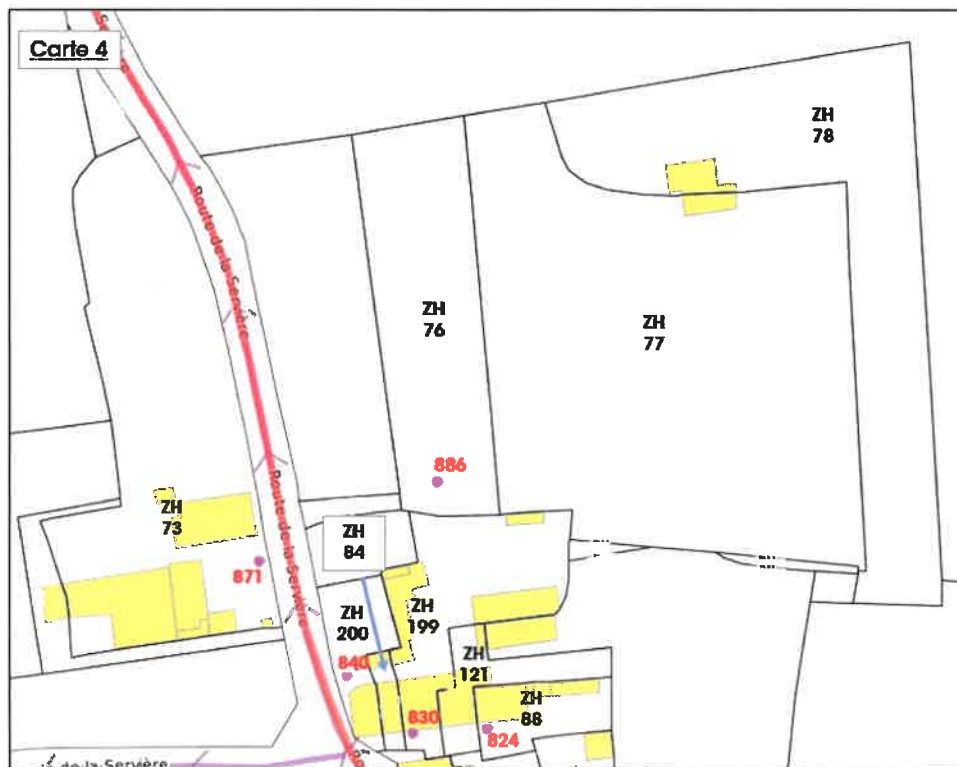 Carte 4
ZH
78
Route de la Servière
ZH
76
ZH
77
886
ZH
73
Route de la Servière
ZH
84
871
ZH
200
ZH
199
840
ZH
121
ZH
88
830
824
de-la-Servière